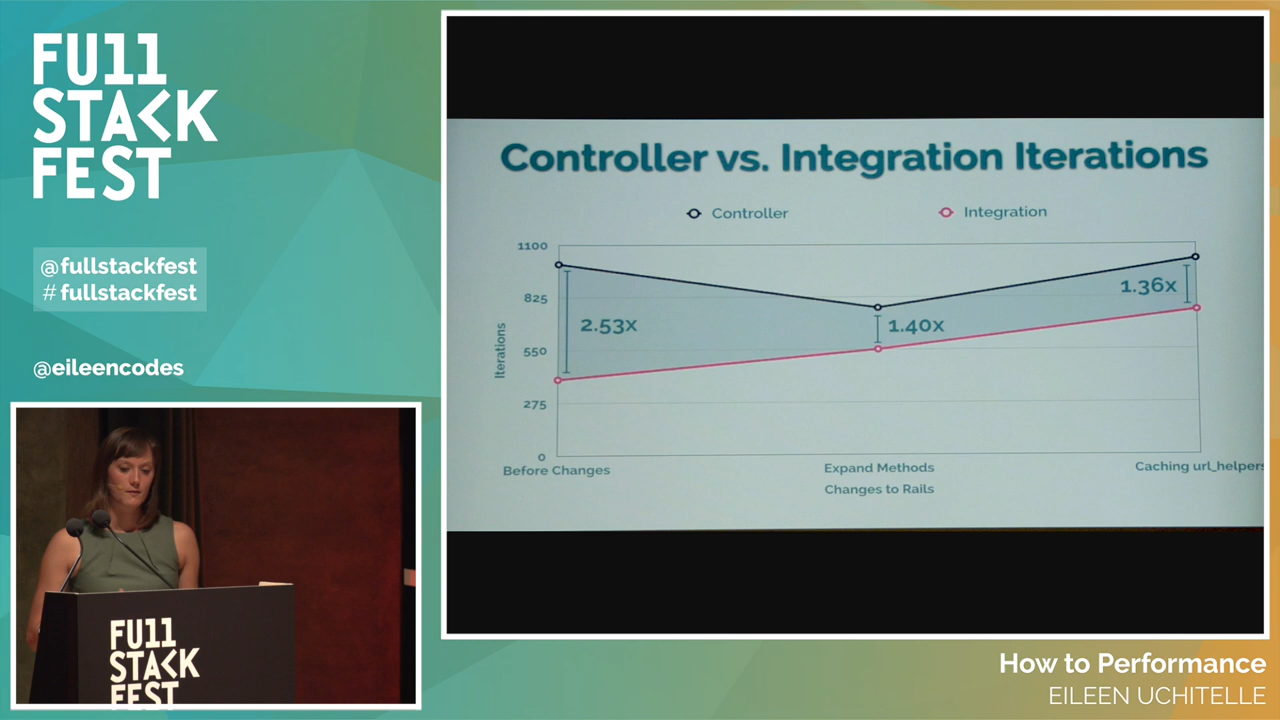 FU11
STACK
FEST
@fullstackfest
# fullstackfest
@eileencodes
FU11
STACK
FEST
Controller vs. Integration Iterations
Controller
Integration
1100
825
550
275
0
Iterations
2.53x
1.40x
1.36x
Before Changes
Expand Methods
Changes to Rails
Caching url_helpers
How to Performance
EILEEN UCHITELLE